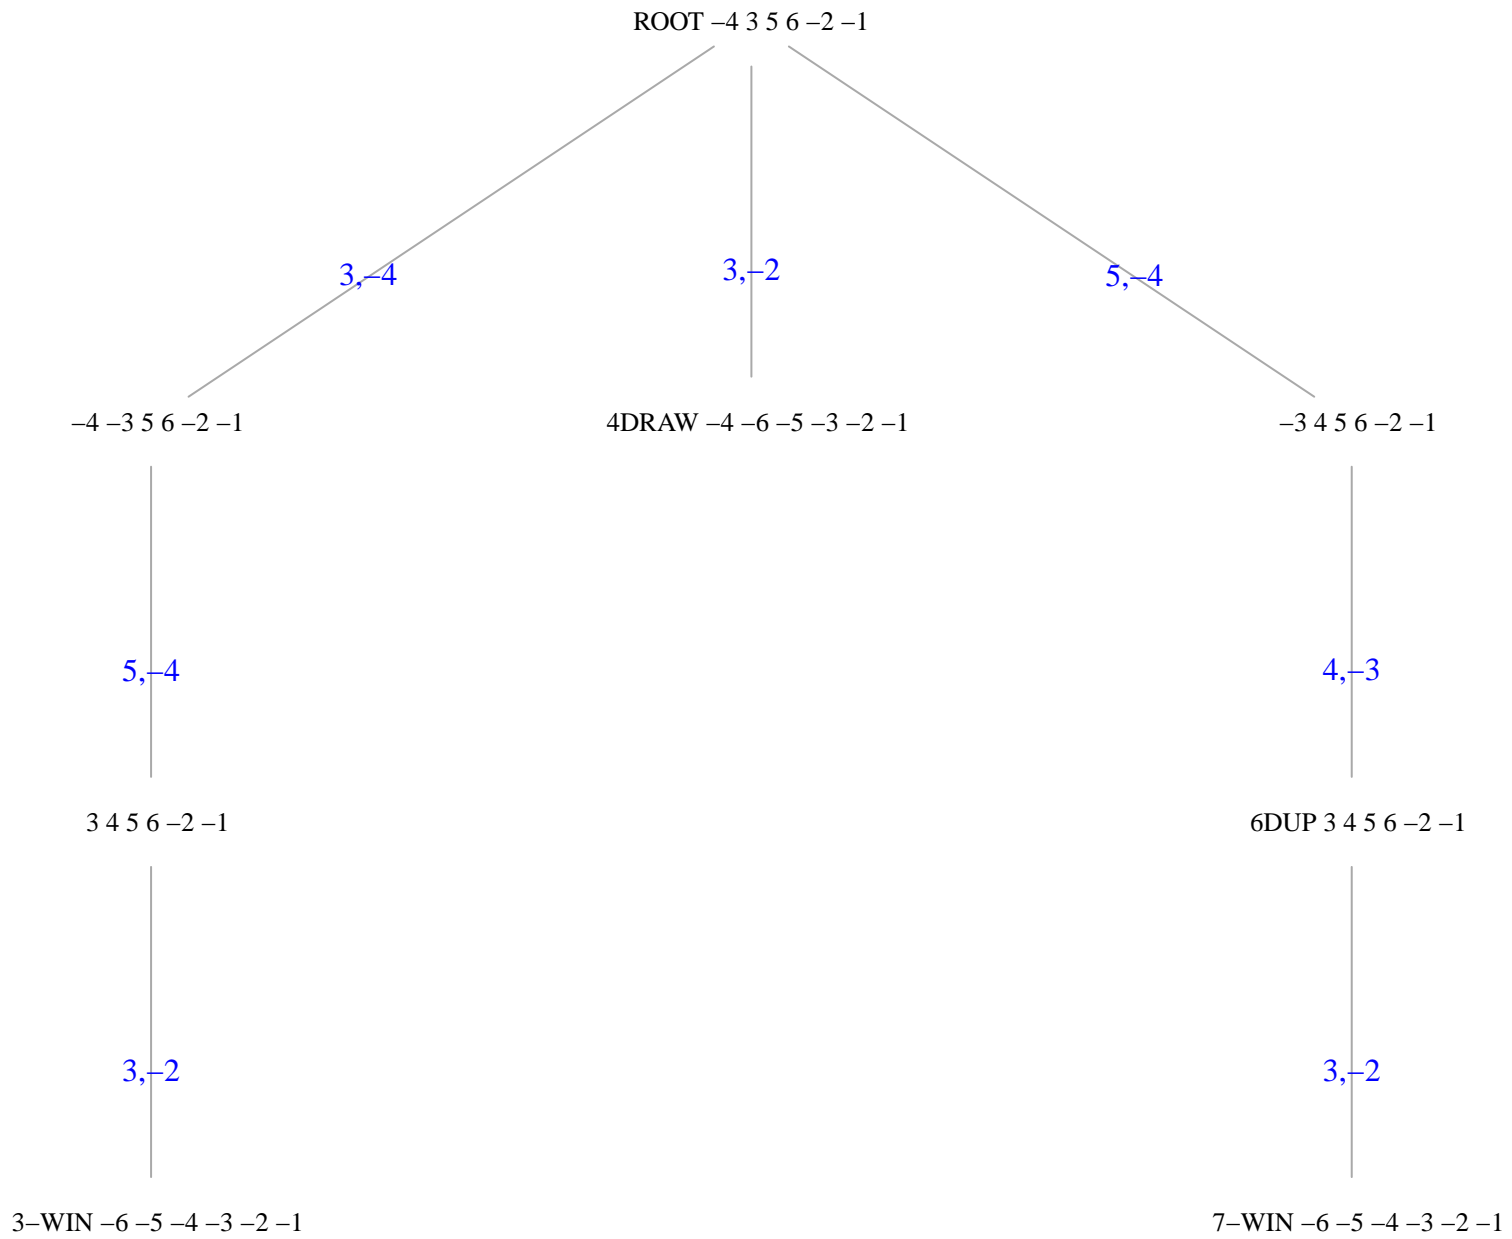 ROOT –4 3 5 6 –2 –1
3,–4
3,–2
5,–4
–4 –3 5 6 –2 –1
4DRAW –4 –6 –5 –3 –2 –1
–3 4 5 6 –2 –1
5,–4
4,–3
3 4 5 6 –2 –1
6DUP 3 4 5 6 –2 –1
3,–2
3,–2
3–WIN –6 –5 –4 –3 –2 –1
7–WIN –6 –5 –4 –3 –2 –1